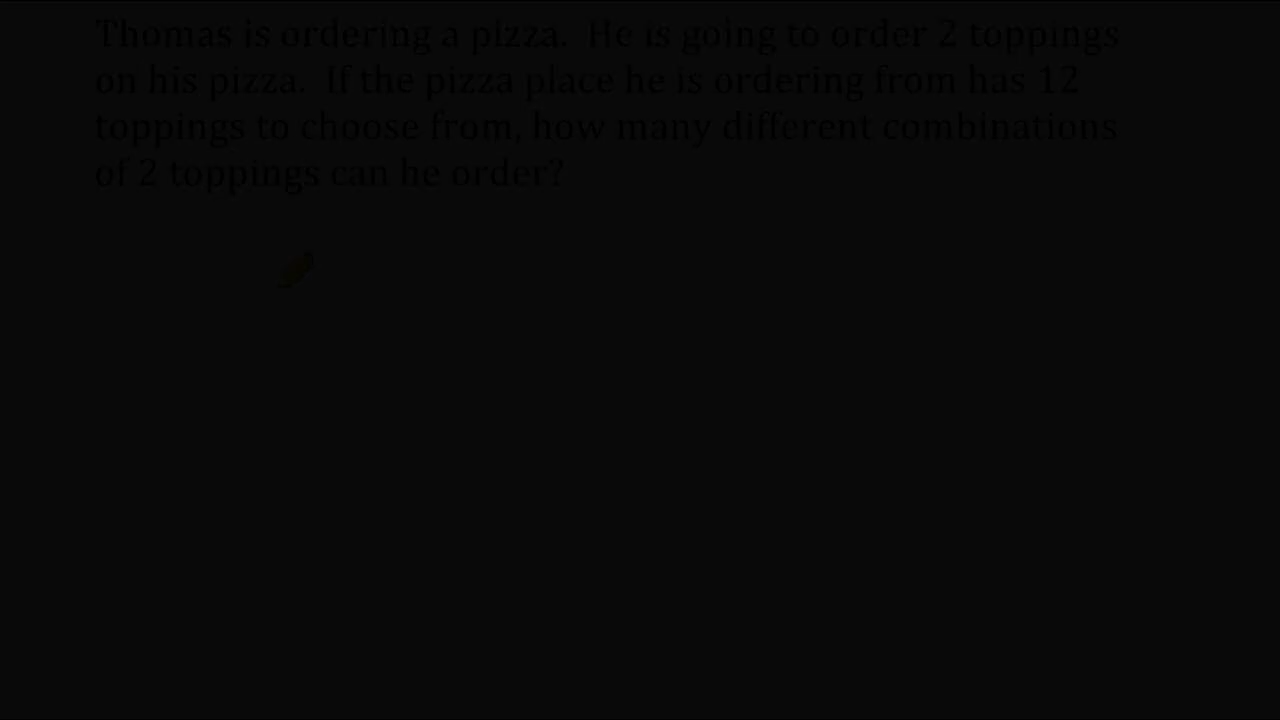 Thomas is ordering a pizza.  He is going to order 2 toppings
on his pizza.  If the pizza place he is ordering from has 12
toppings to choose from, how many different combinations
of 2 toppings can he order?